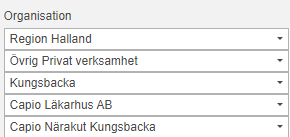 Organisation
Region Halland
Övrig Privat verksamhet
Kungsbacka
Capio Läkarhus AB
Capio Närakut Kungsbacka